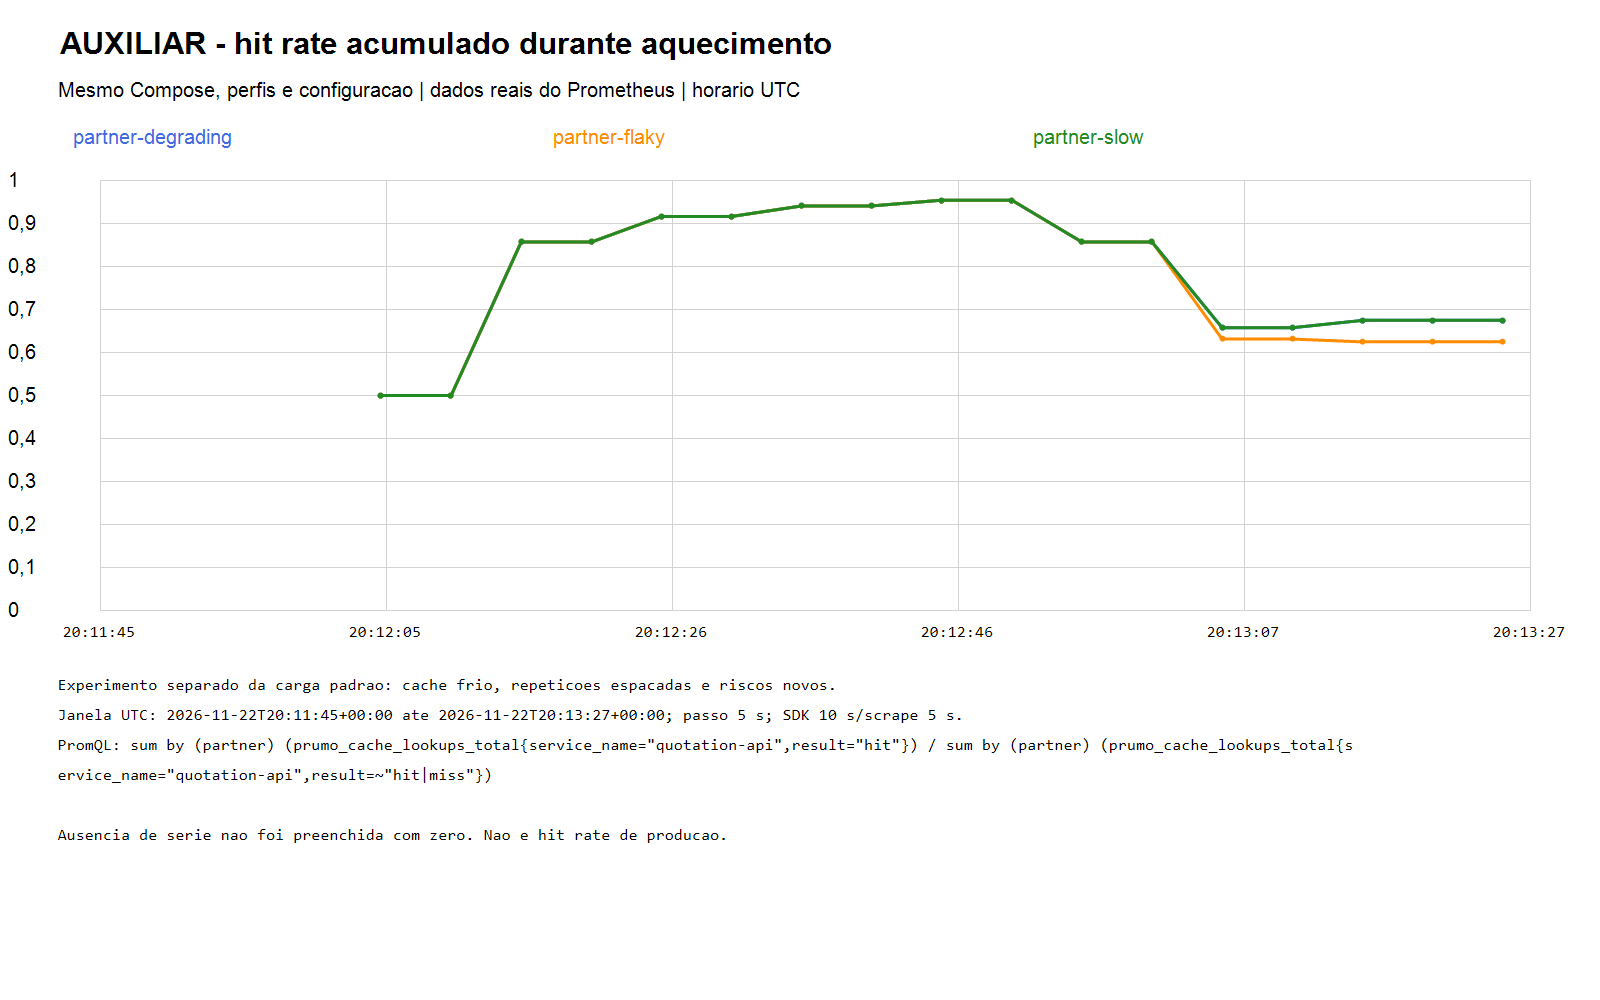 AUXILIAR - hit rate acumulado durante aquecimento
Mesmo Compose, perfis e configuracao | dados reais do Prometheus | horario UTC
partner-degrading partner-flaky partner-slow
1
0,9
0,8
0,7
0,6
0,5
0,4
0,3
0,2
0,1
0
20:11:45 20:12:05 20:12:26 20:12:46 20:13:07 20:13:27
Experimento separado da carga padrao: cache frio, repeticoes espacadas e riscos novos.
Janela UTC: 2026-11-22T20:11:45+00:00 ate 2026-11-22T20:13:27+00:00; passo 5 s; SDK 10 s/scrape 5 s.
PromQL: sum by (partner) (prumo_cache_lookups_total{service_name="quotation-api",result="hit"}) / sum by (partner) (prumo_cache_lookups_total{s
ervice_name="quotation-api",result=~"hit|miss"})
Ausencia de serie nao foi preenchida com zero. Nao e hit rate de producao.